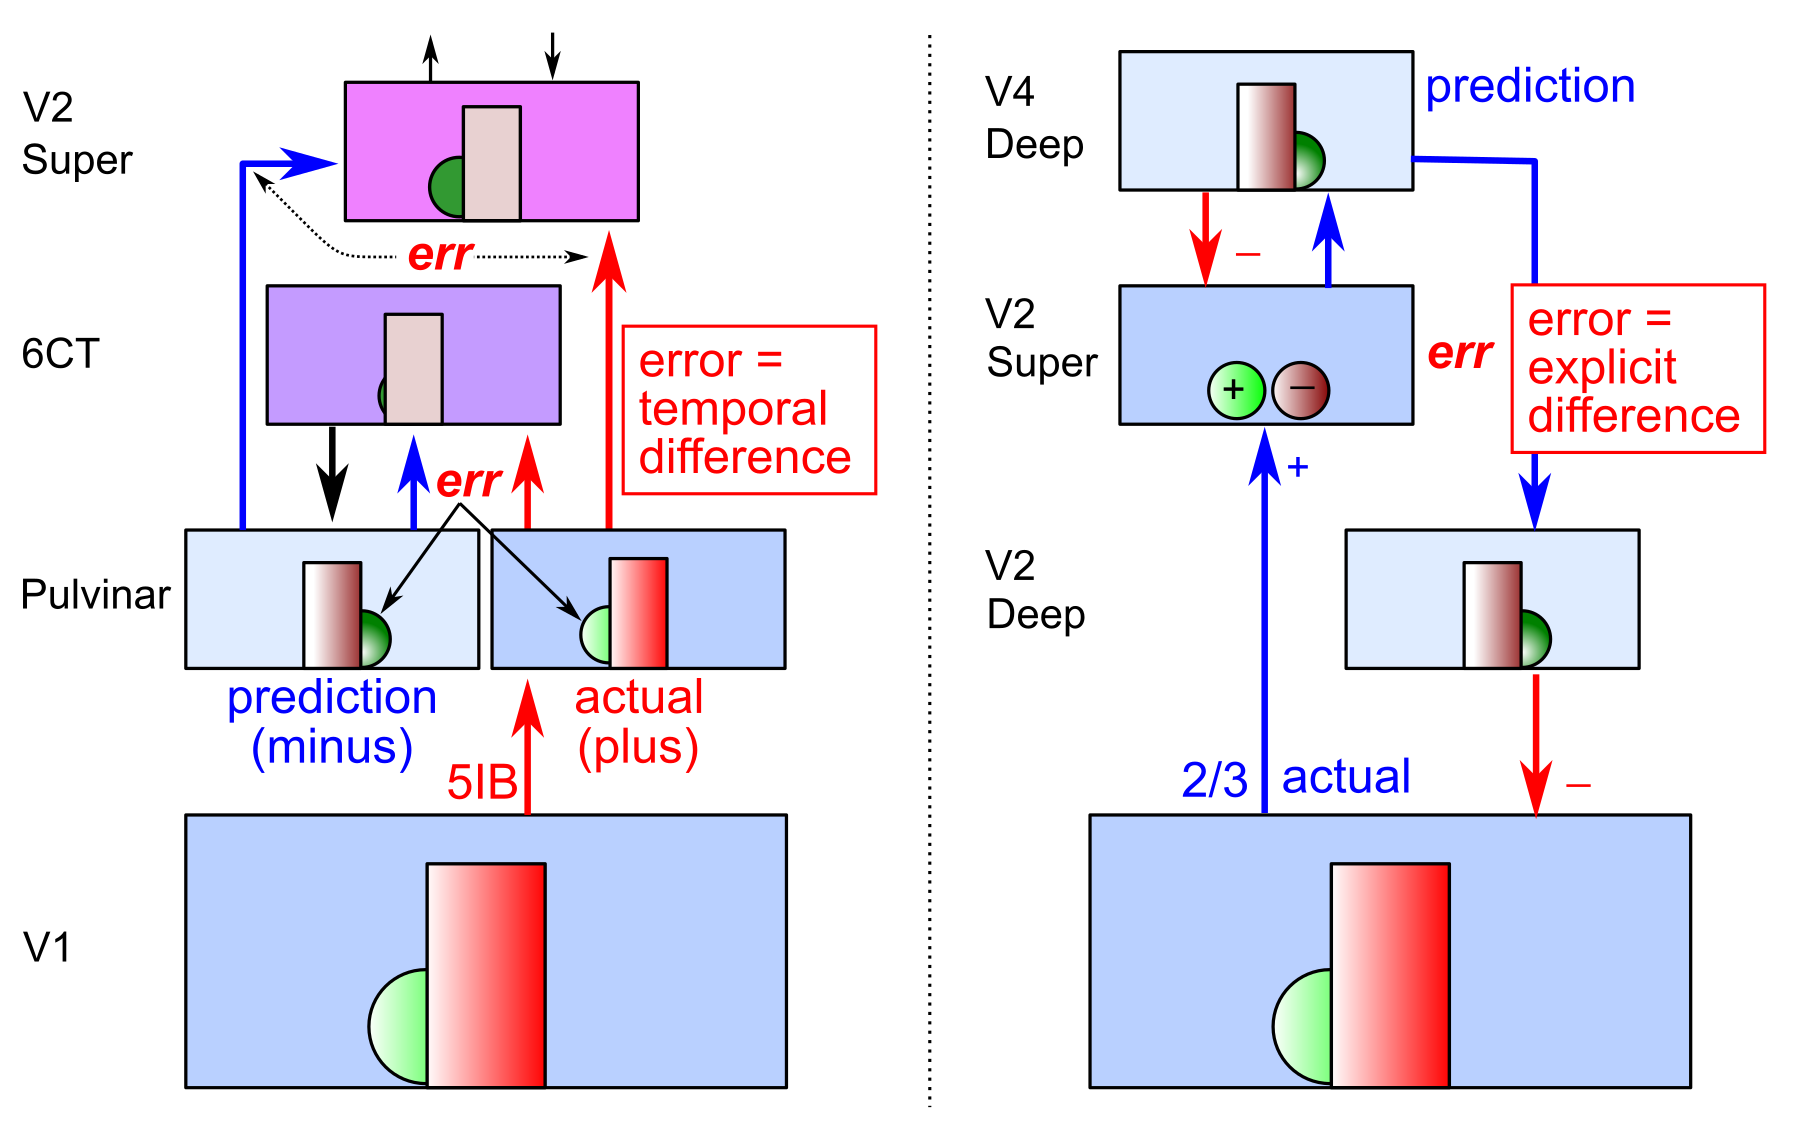 V2
Super
err
6CT
error =
temporal
difference
err
Pulvinar
prediction
(minus)
actual
(plus)
5IB
V1
V4
Deep
prediction
–
V2
Super
+
–
err
error =
explicit
difference
+
V2
Deep
2/3
actual
–